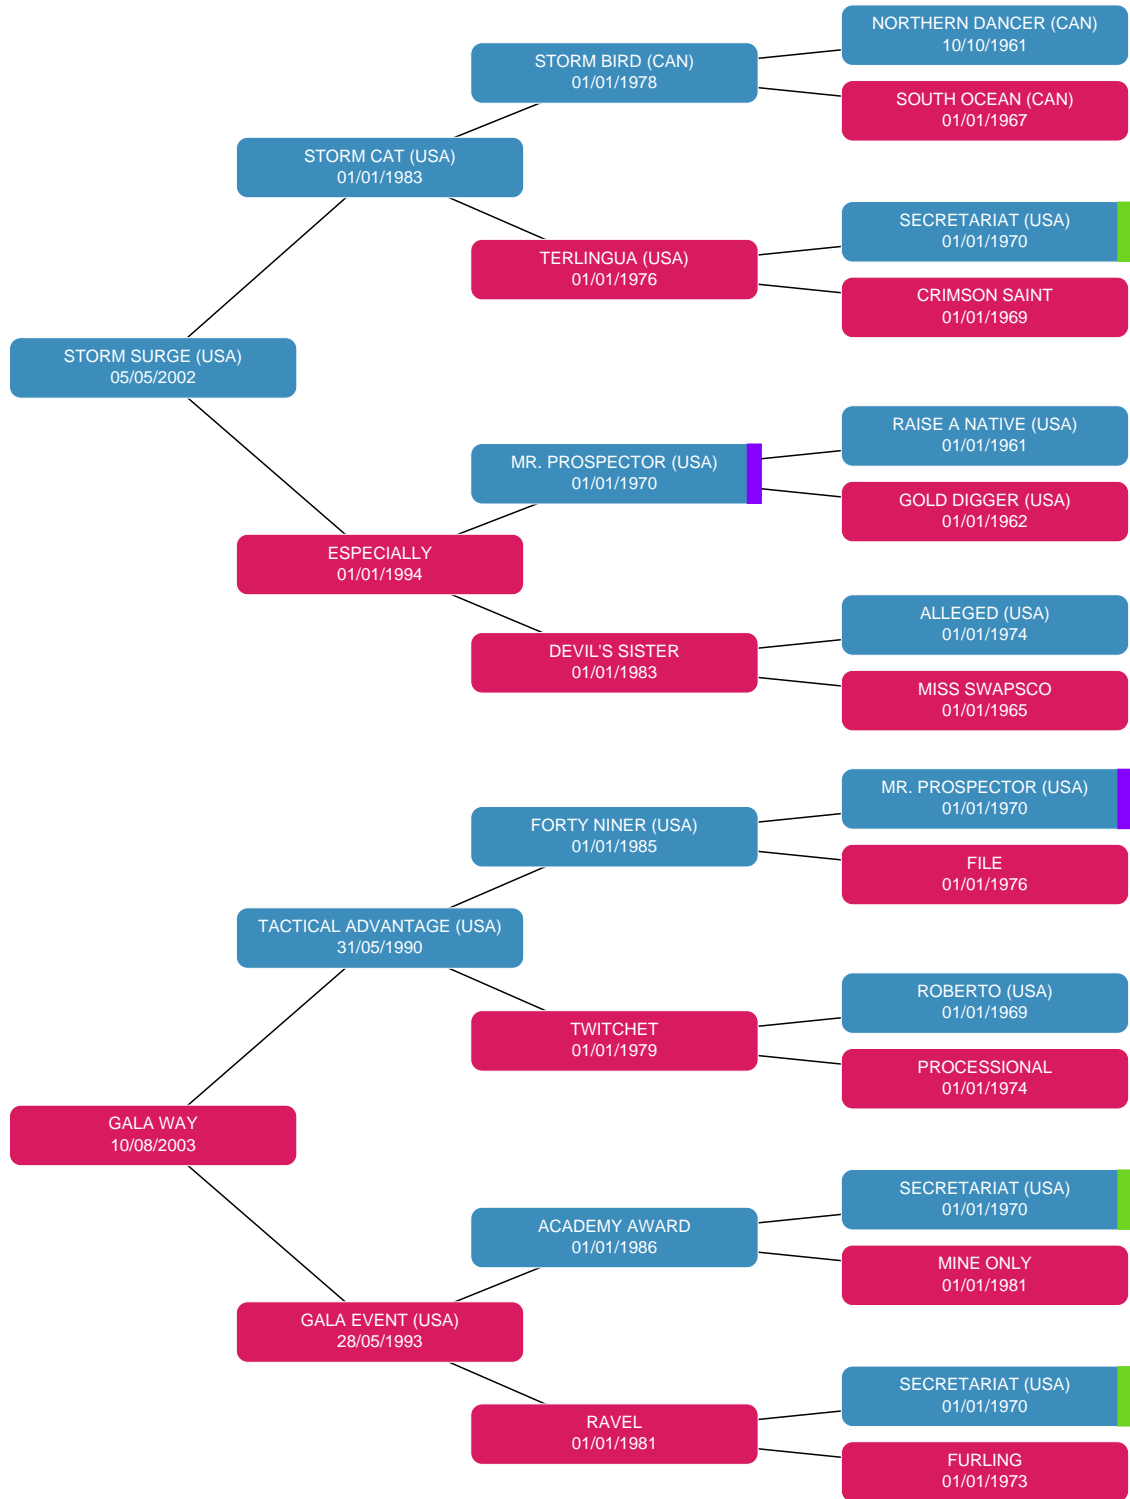 NORTHERN DANCER (CAN)
10/10/1961
STORM BIRD (CAN)
01/01/1978
SOUTH OCEAN (CAN)
01/01/1967
STORM CAT (USA)
01/01/1983
SECRETARIAT (USA)
01/01/1970
TERLINGUA (USA)
01/01/1976
CRIMSON SAINT
01/01/1969
STORM SURGE (USA)
05/05/2002
RAISE A NATIVE (USA)
01/01/1961
MR. PROSPECTOR (USA)
01/01/1970
GOLD DIGGER (USA)
01/01/1962
ESPECIALLY
01/01/1994
ALLEGED (USA)
01/01/1974
DEVIL'S SISTER
01/01/1983
MISS SWAPSCO
01/01/1965
MR. PROSPECTOR (USA)
01/01/1970
FORTY NINER (USA)
01/01/1985
FILE
01/01/1976
TACTICAL ADVANTAGE (USA)
31/05/1990
ROBERTO (USA)
01/01/1969
TWITCHET
01/01/1979
PROCESSIONAL
01/01/1974
GALA WAY
10/08/2003
SECRETARIAT (USA)
01/01/1970
ACADEMY AWARD
01/01/1986
MINE ONLY
01/01/1981
GALA EVENT (USA)
28/05/1993
SECRETARIAT (USA)
01/01/1970
RAVEL
01/01/1981
FURLING
01/01/1973